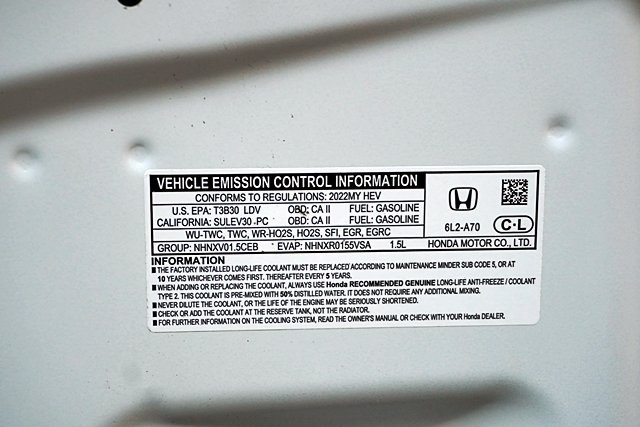 VEHICLE EMISSION CONTROL INFORMATION
CONFORMS TO REGULATIONS: 2022MY HEV
U.S. EPA: T3B30 LDV OBD: CA II FUEL: GASOLINE
CALIFORNIA: SULEV30 PC OBD: CA II FUEL: GASOLINE
WU-TWC, TWC, WR-HO2S, HO2S, SFI, EGR, EGRC
GROUP: NHNXV01.5CEB EVAP: NHNXR0155VSA 1.5L
6L2-A70 C-L
HONDA MOTOR CO., LTD.
INFORMATION
■ THE FACTORY INSTALLED LONG-LIFE COOLANT MUST BE REPLACED ACCORDING TO MAINTENANCE MINDER SUB CODE 5, OR AT
10 YEARS WHICHEVER COMES FIRST. THEREAFTER EVERY 5 YEARS.
■ WHEN ADDING OR REPLACING THE COOLANT, ALWAYS USE Honda RECOMMENDED GENUINE LONG-LIFE ANTI-FREEZE / COOLANT
TYPE 2. THIS COOLANT IS PRE-MIXED WITH 50% DISTILLED WATER. IT DOES NOT REQUIRE ANY ADDITIONAL MIXING.
■ NEVER DILUTE THE COOLANT, OR THE LIFE OF THE ENGINE MAY BE SERIOUSLY SHORTENED.
■ CHECK OR ADD THE COOLANT AT THE RESERVE TANK, NOT THE RADIATOR.
■ FOR FURTHER INFORMATION ON THE COOLING SYSTEM, READ THE OWNER'S MANUAL OR CHECK WITH YOUR Honda DEALER.